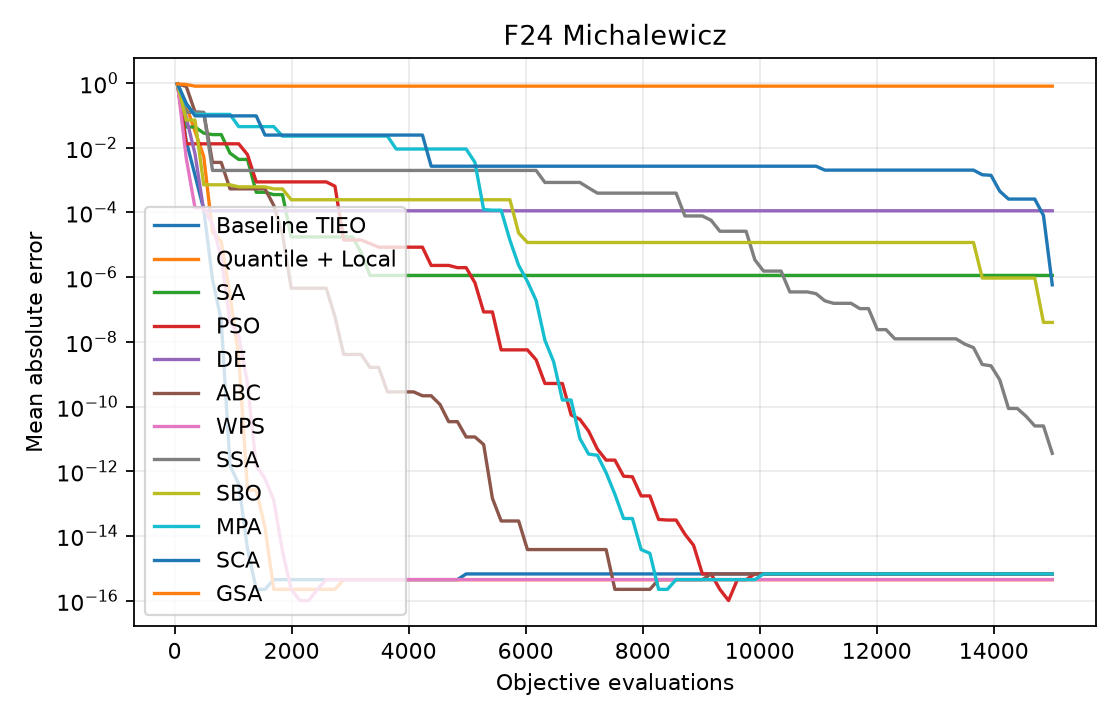 F24 Michalewicz
Mean absolute error
10⁰
10⁻²
10⁻⁴
10⁻⁶
10⁻⁸
10⁻¹⁰
10⁻¹²
10⁻¹⁴
10⁻¹⁶
Baseline TIEO
Quantile + Local
SA
PSO
DE
ABC
WPS
SSA
SBO
MPA
SCA
GSA
0 2000 4000 6000 8000 10000 12000 14000
Objective evaluations